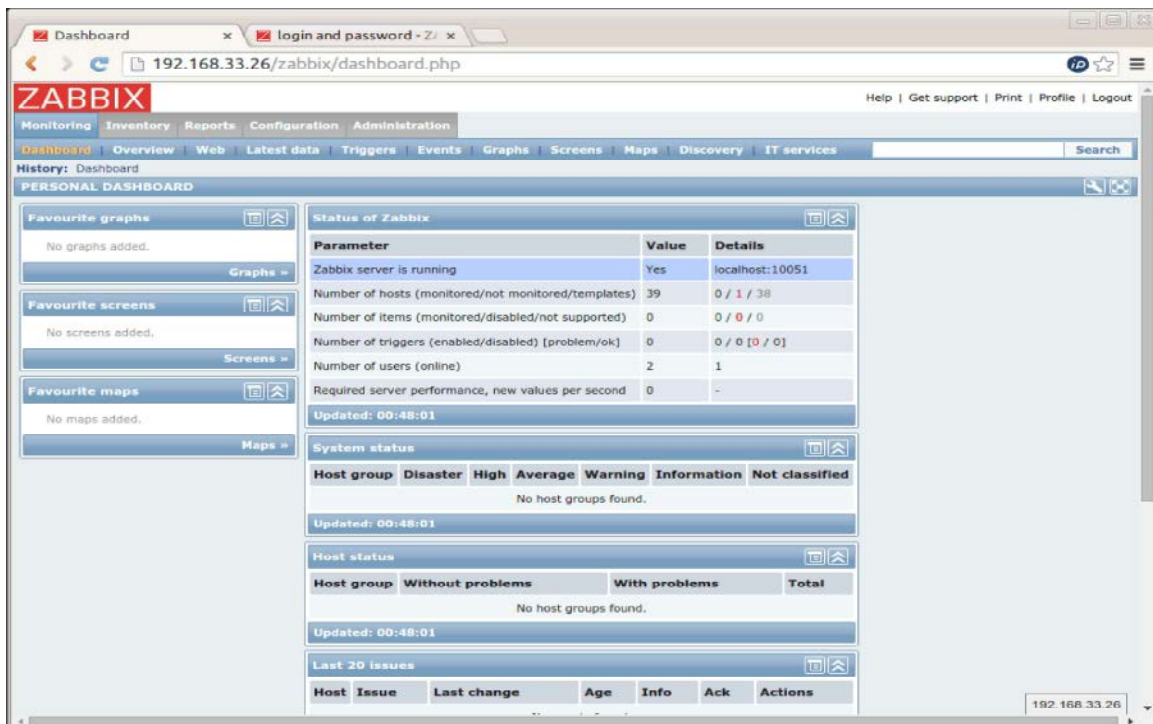 Dashboard
login and password - Z
192.168.33.26/zabbix/dashboard.php
ZABBIX
Help | Get support | Print | Profile | Logout
Monitoring Inventory Reports Configuration Administration
Dashboard | Overview | Web | Latest data | Triggers | Events | Graphs | Screens | Maps | Discovery | IT services Search
History: Dashboard
PERSONAL DASHBOARD
Favourite graphs
No graphs added.
Graphs »
Favourite screens
No screens added.
Screens »
Favourite maps
No maps added.
Maps »
Status of Zabbix
Parameter Value Details
Zabbix server is running Yes localhost:10051
Number of hosts (monitored/not monitored/templates) 39 0 / 1 / 38
Number of items (monitored/disabled/not supported) 0 0 / 0 / 0
Number of triggers (enabled/disabled) [problem/ok] 0 0 / 0 [0 / 0]
Number of users (online) 2 1
Required server performance, new values per second 0 -
Updated: 00:48:01
System status
Host group Disaster High Average Warning Information Not classified
No host groups found.
Updated: 00:48:01
Host status
Host group Without problems With problems Total
No host groups found.
Updated: 00:48:01
Last 20 issues
Host Issue Last change Age Info Ack Actions
192.168.33.26